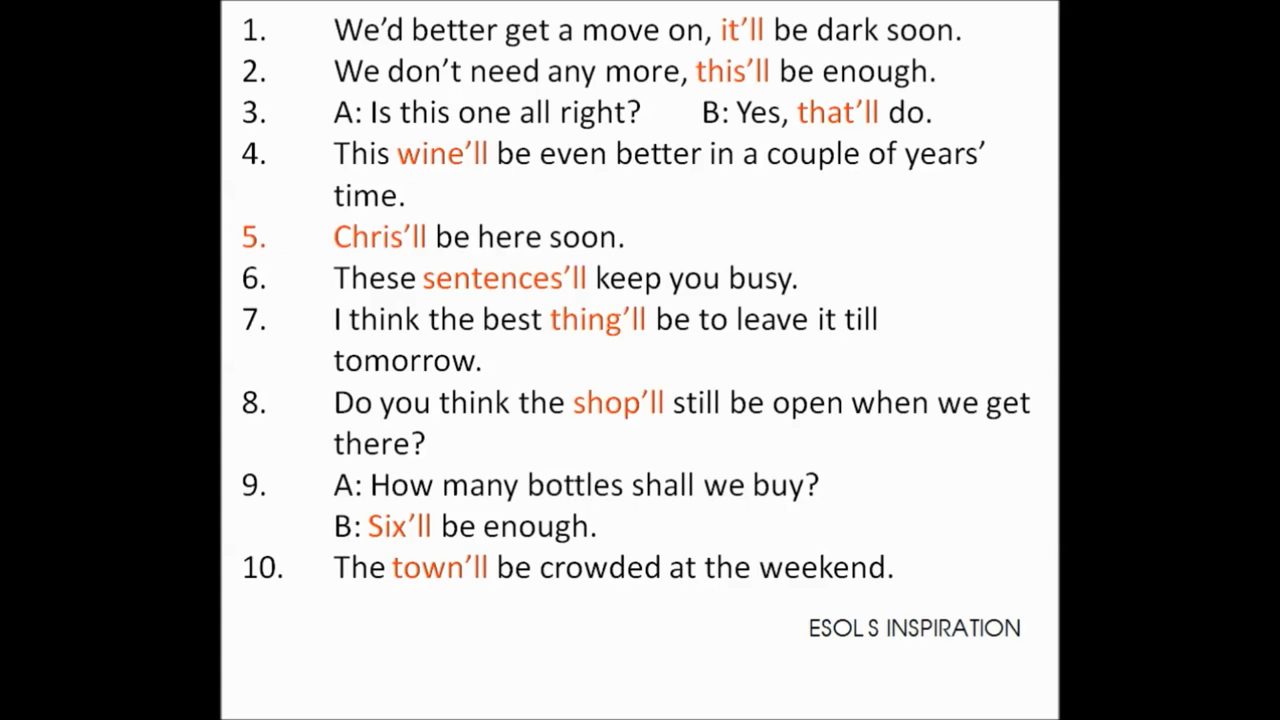 1. We’d better get a move on, it’ll be dark soon.
2. We don’t need any more, this’ll be enough.
3. A: Is this one all right? B: Yes, that’ll do.
4. This wine’ll be even better in a couple of years’
time.
5. Chris’ll be here soon.
6. These sentences’ll keep you busy.
7. I think the best thing’ll be to leave it till
tomorrow.
8. Do you think the shop’ll still be open when we get
there?
9. A: How many bottles shall we buy?
B: Six’ll be enough.
10. The town’ll be crowded at the weekend.
ESOL S INSPIRATION